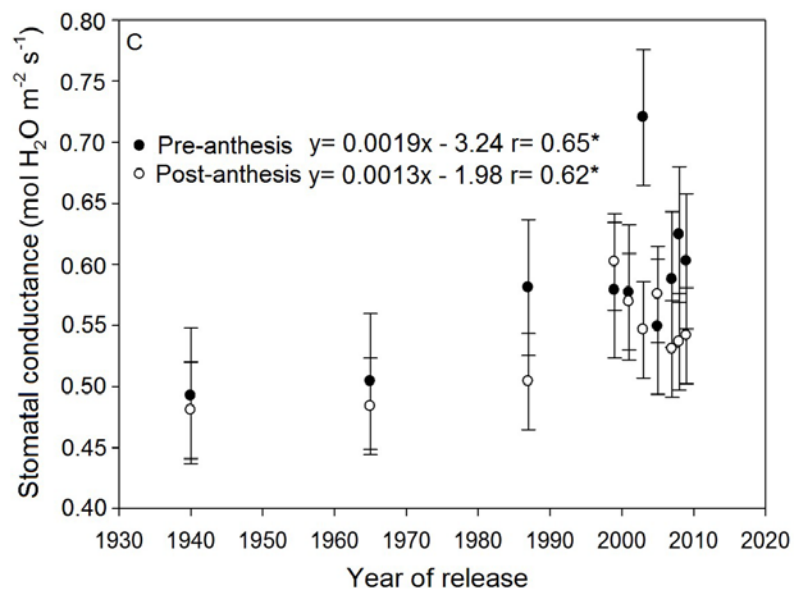 C
Stomatal conductance (mol H₂O m⁻² s⁻¹)
0.80
0.75
0.70
0.65
0.60
0.55
0.50
0.45
0.40
Pre-anthesis y= 0.0019x - 3.24 r= 0.65*
Post-anthesis y= 0.0013x - 1.98 r= 0.62*
1930 1940 1950 1960 1970 1980 1990 2000 2010 2020
Year of release